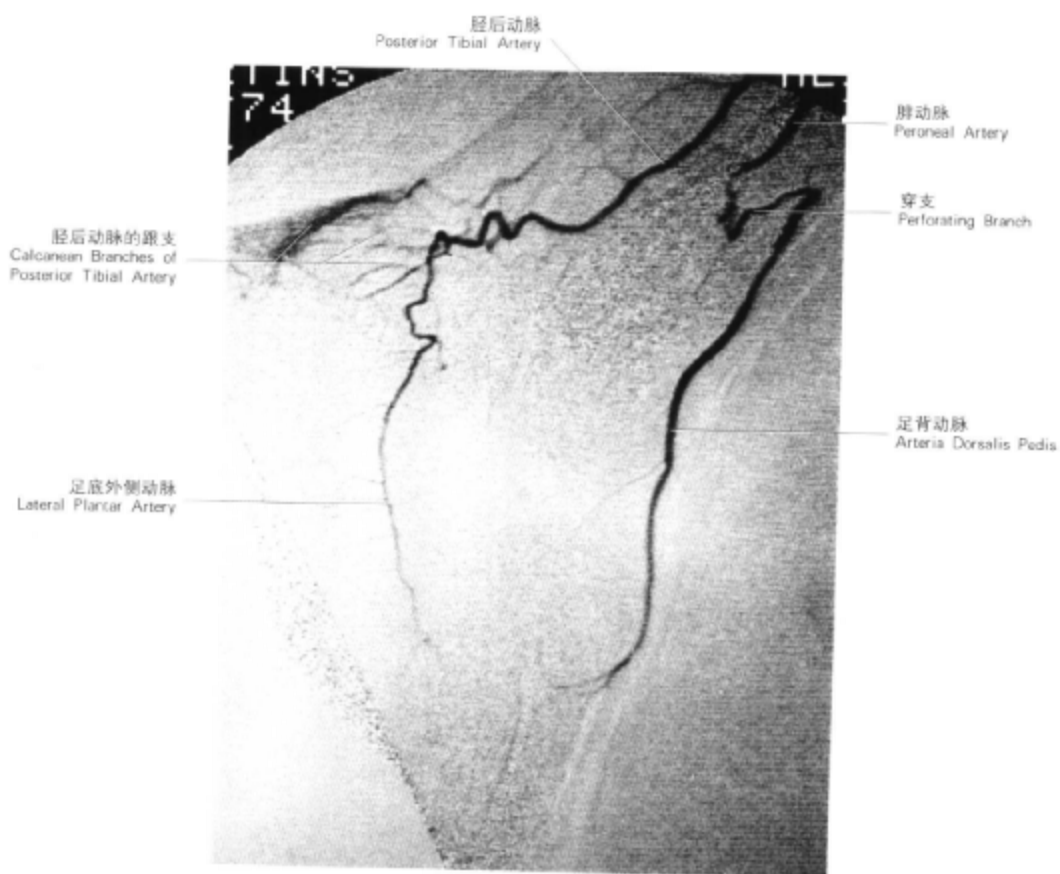 胫后动脉
Posterior Tibial Artery
TINS
74
腓动脉
Peroneal Artery
穿支
Perforating Branch
胫后动脉的跟支
Calcanean Branches of
Posterior Tibial Artery
足背动脉
Arteria Dorsalis Pedis
足底外侧动脉
Lateral Plantar Artery